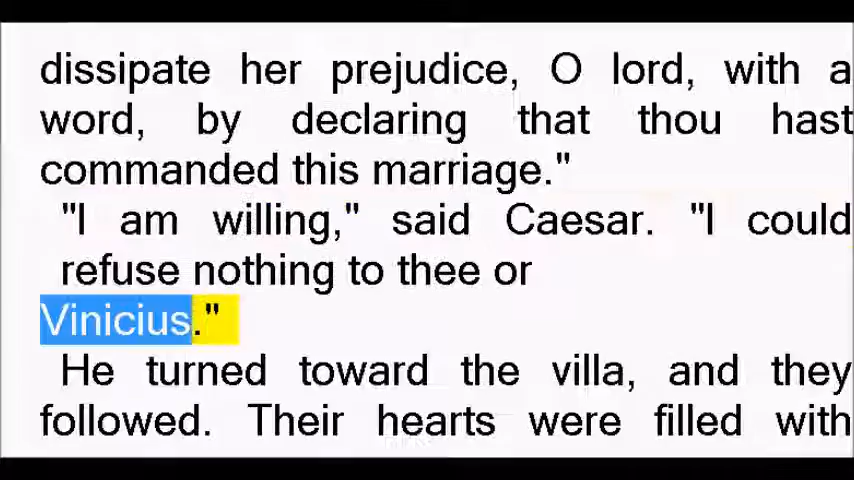 dissipate her prejudice, O lord, with a
word, by declaring that thou hast
commanded this marriage."
"I am willing," said Caesar. "I could
refuse nothing to thee or
Vinicius."
He turned toward the villa, and they
followed. Their hearts were filled with